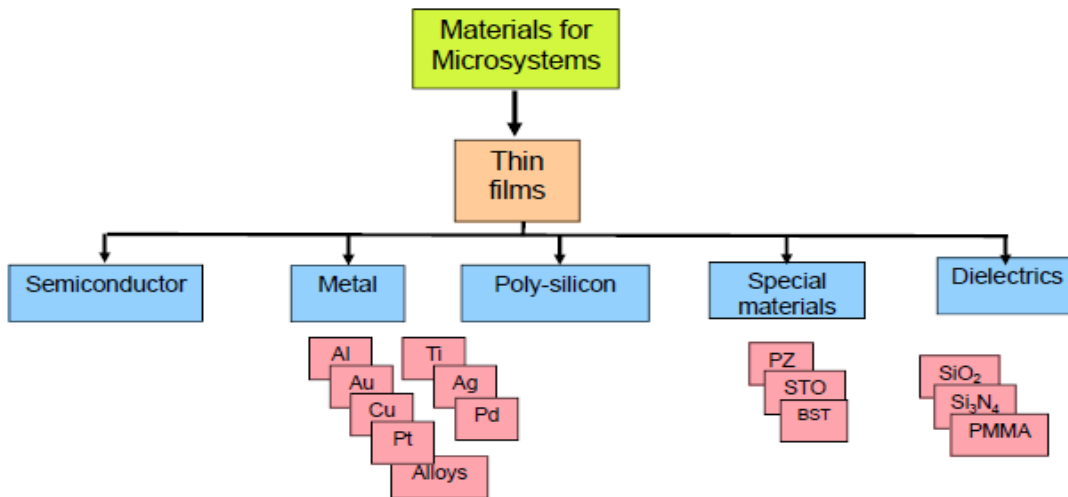 Materials for
Microsystems
Thin
films
Semiconductor
Metal
Poly-silicon
Special
materials
Dielectrics
Al
Au
Cu
Pt
Alloys
Ti
Ag
Pd
PZ
STO
BST
SiO₂
Si₃N₄
PMMA